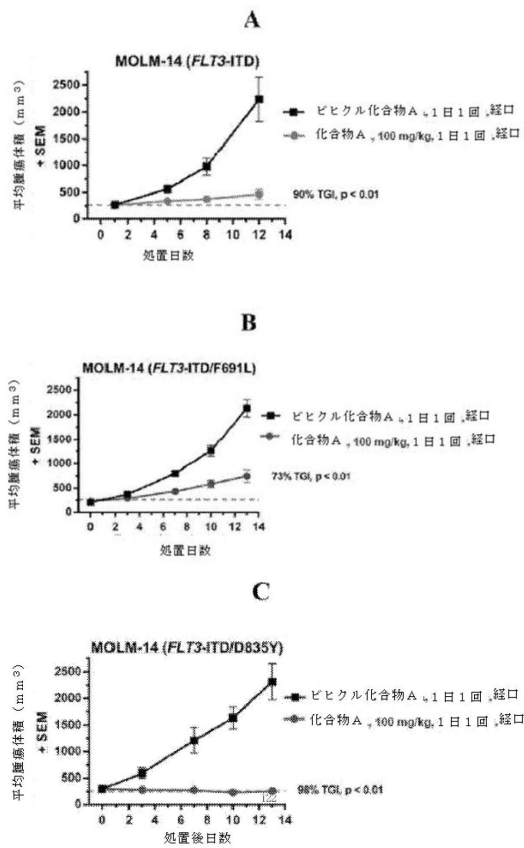 A
MOLM-14 (FLT3-ITD)
平均腫瘍体積（mm³）
+ SEM
2500
2000
1500
1000
500
0
0 2 4 6 8 10 12 14
処置日数
ビヒクル化合物A，1日1回，経口
化合物A，100 mg/kg, 1日1回，経口
90% TGI, p < 0.01
B
MOLM-14 (FLT3-ITD/F691L)
平均腫瘍体積（mm³）
+ SEM
2500
2000
1500
1000
500
0
0 2 4 6 8 10 12 14
処置日数
ビヒクル化合物A，1日1回，経口
化合物A，100 mg/kg, 1日1回，経口
73% TGI, p < 0.01
C
MOLM-14 (FLT3-ITD/D835Y)
平均腫瘍体積（mm³）
+ SEM
2500
2000
1500
1000
500
0
0 2 4 6 8 10 12 14
処置後日数
ビヒクル化合物A，1日1回，経口
化合物A，100 mg/kg, 1日1回，経口
98% TGI, p < 0.01